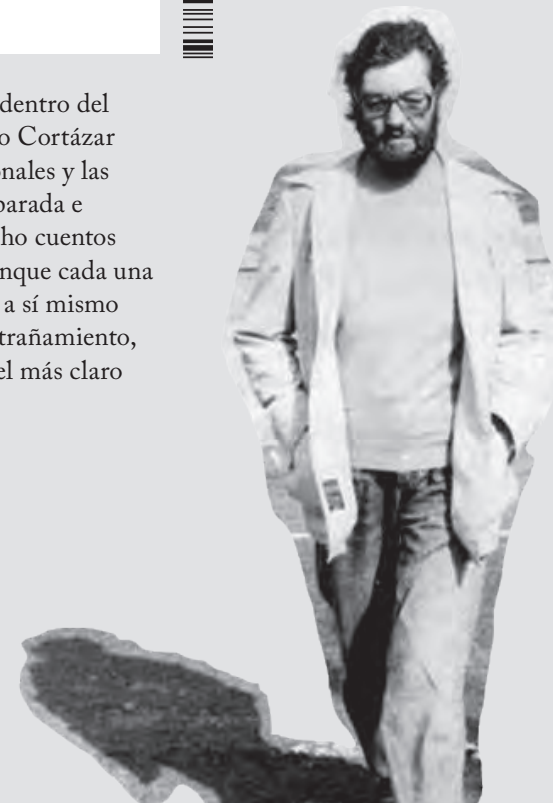 dentro del
o Cortázar
nales y las
parada e
ho cuentos
nque cada una
a sí mismo
trañamiento,
el más claro